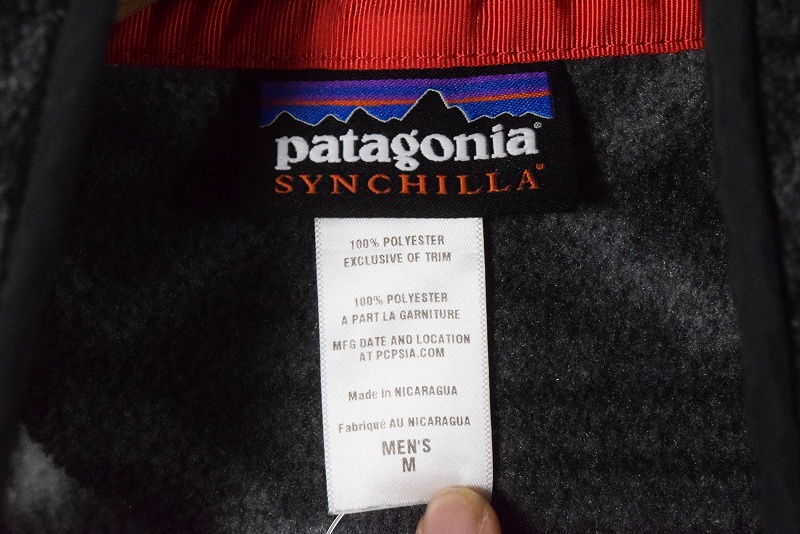 patagonia®
SYNCHILLA®
100% POLYESTER
EXCLUSIVE OF TRIM
100% POLYESTER
A PART LA GARNITURE
MFG DATE AND LOCATION
AT PCPSIA.COM
Made in NICARAGUA
Fabriqué AU NICARAGUA
MEN'S
M